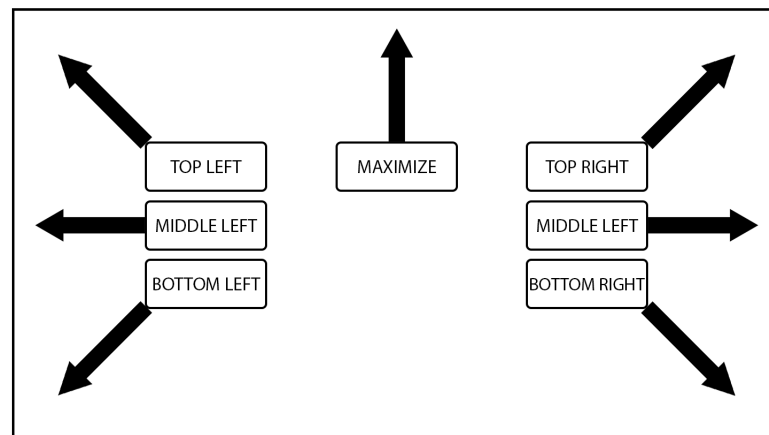 TOP LEFT
MAXIMIZE
TOP RIGHT
MIDDLE LEFT
MIDDLE LEFT
BOTTOM LEFT
BOTTOM RIGHT